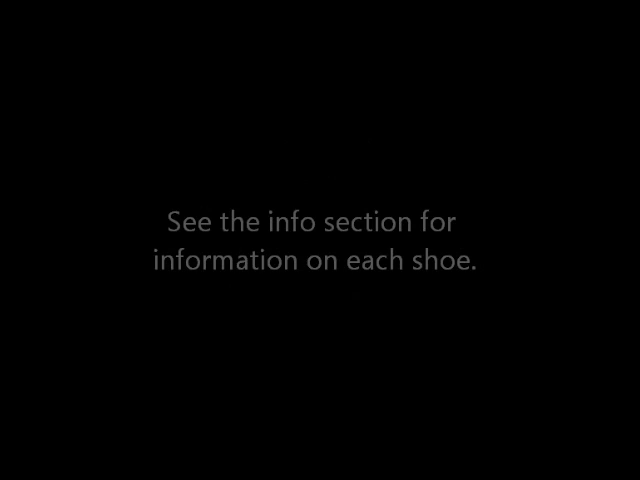 See the info section for
information on each shoe.